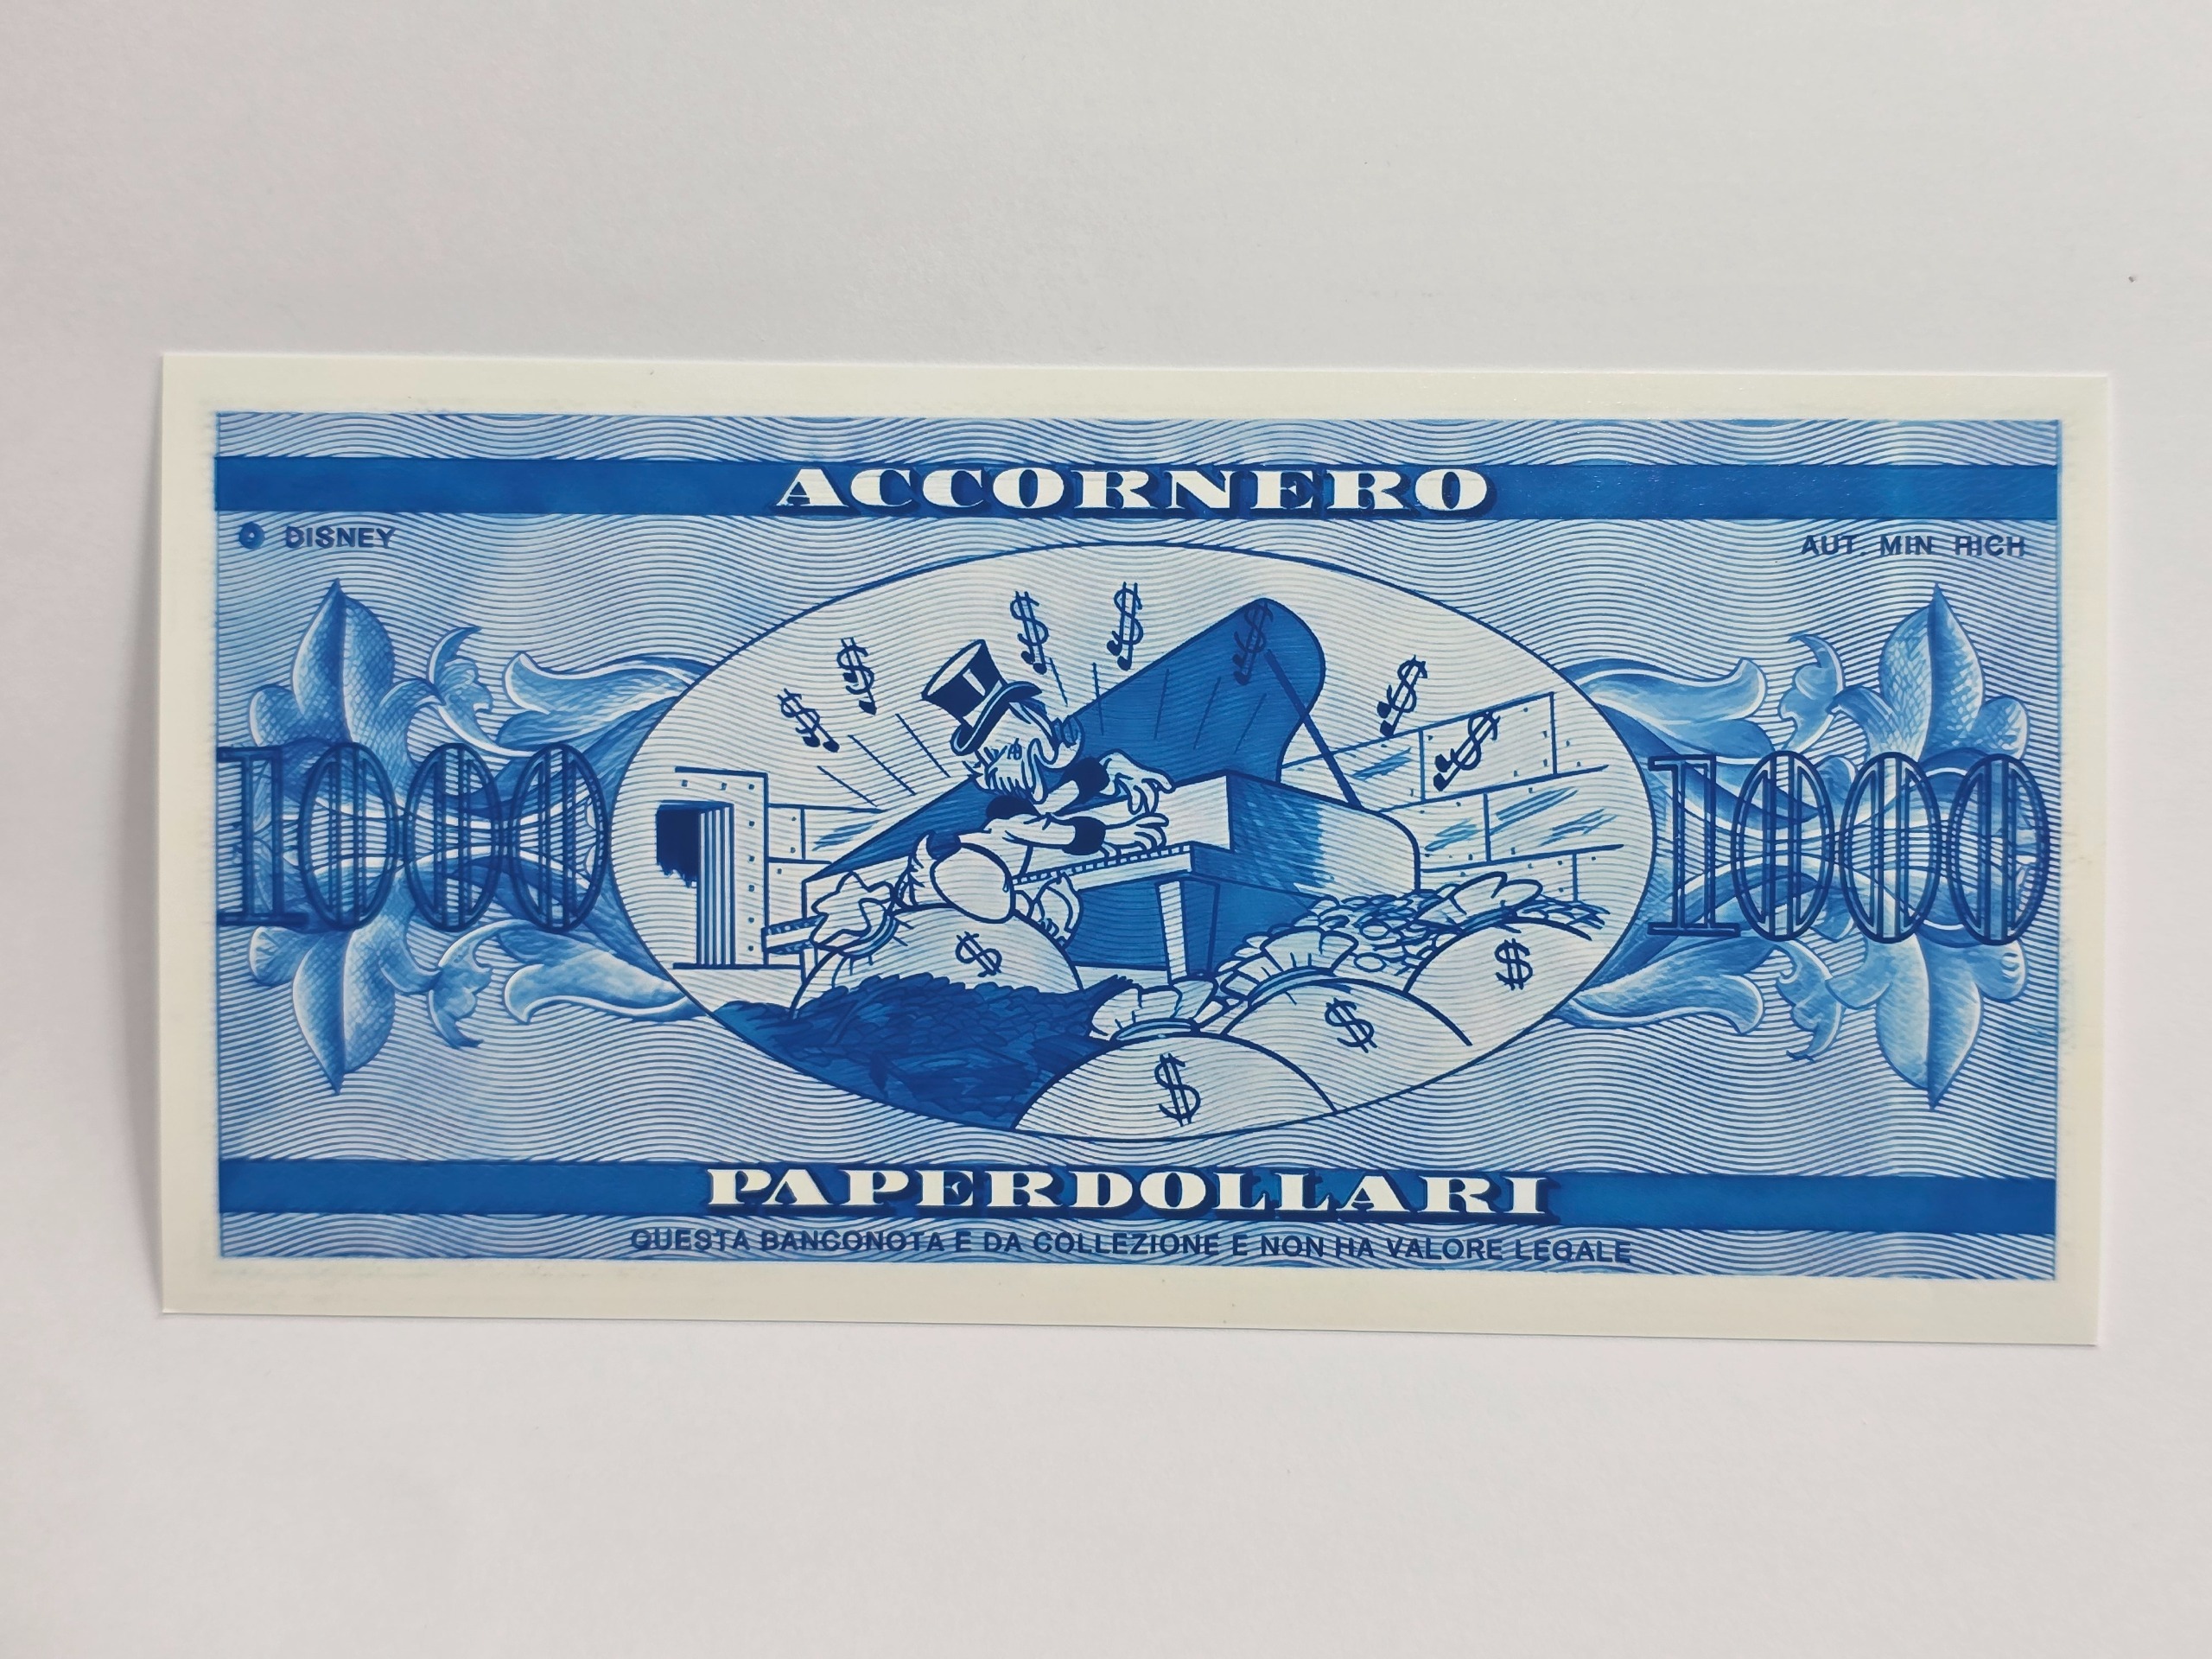 ACCORNERO
© DISNEY
AUT. MIN RICH
1000
1000
$ $ $ $ $ $ $
$ $ $ $
PAPERDOLLARI
QUESTA BANCONOTA E DA COLLEZIONE E NON HA VALORE LEGALE